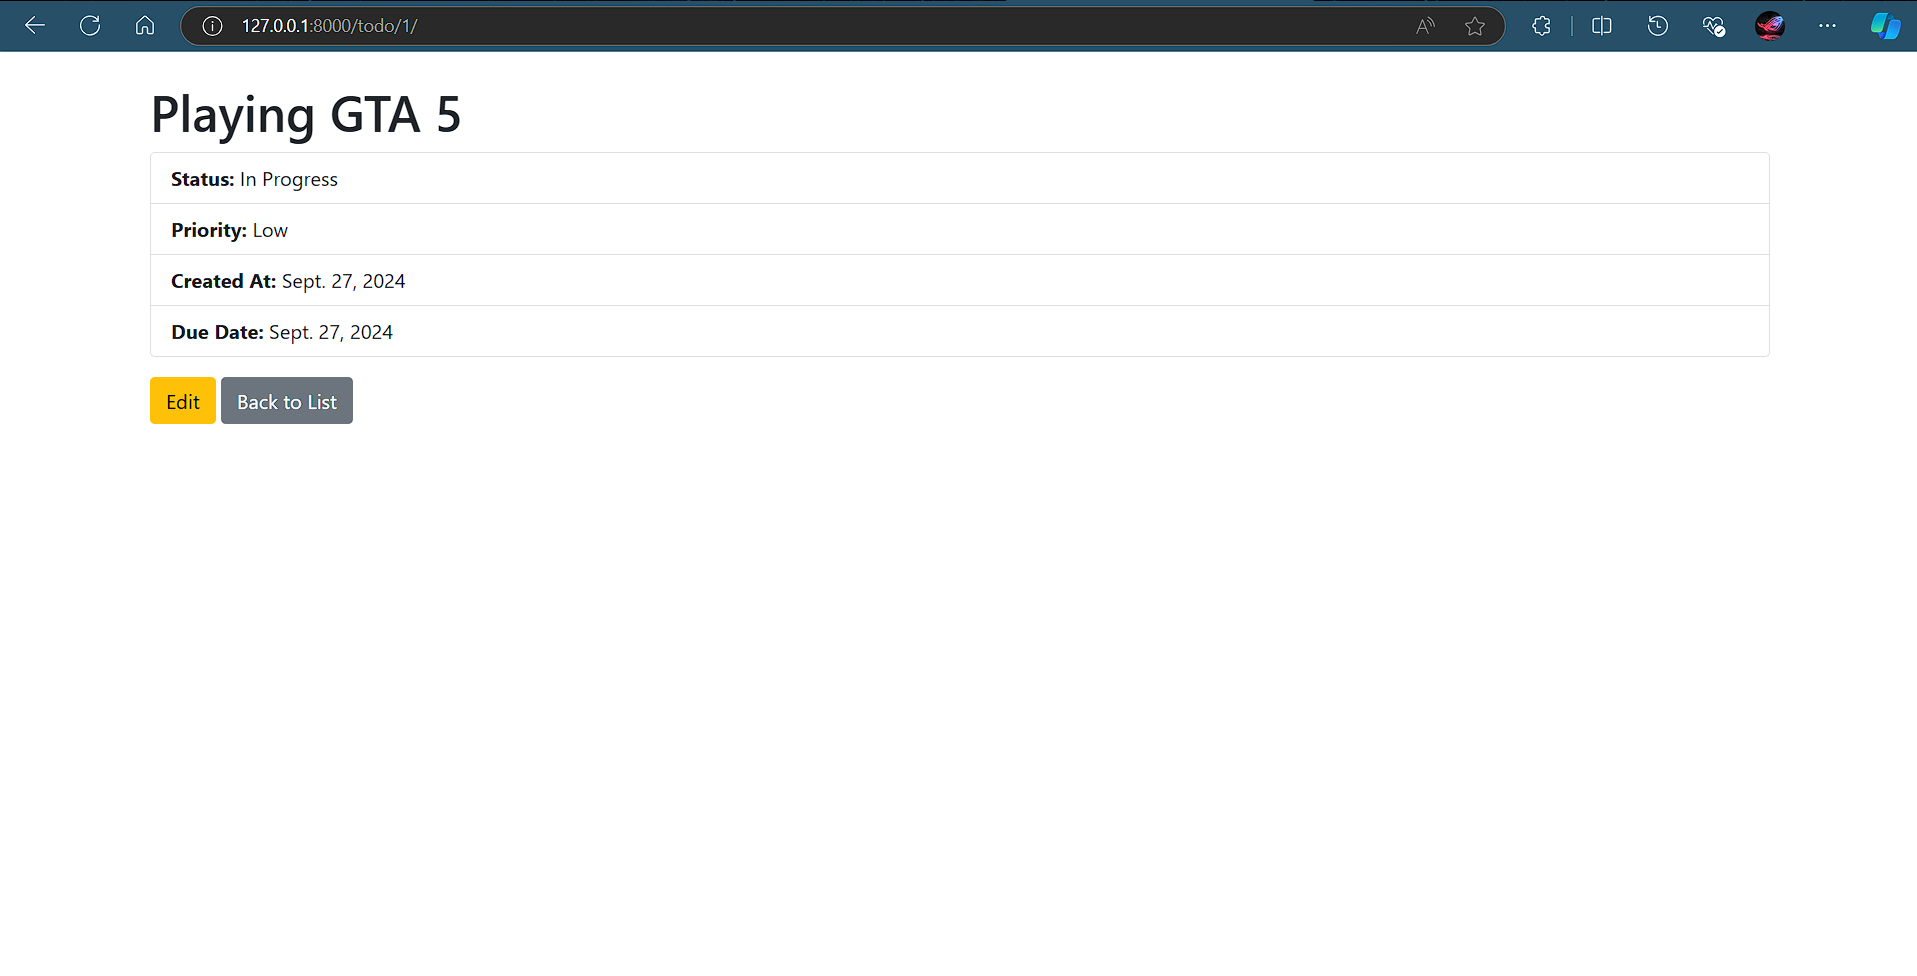 127.0.0.1:8000/todo/1/
Playing GTA 5
Status: In Progress
Priority: Low
Created At: Sept. 27, 2024
Due Date: Sept. 27, 2024
Edit Back to List